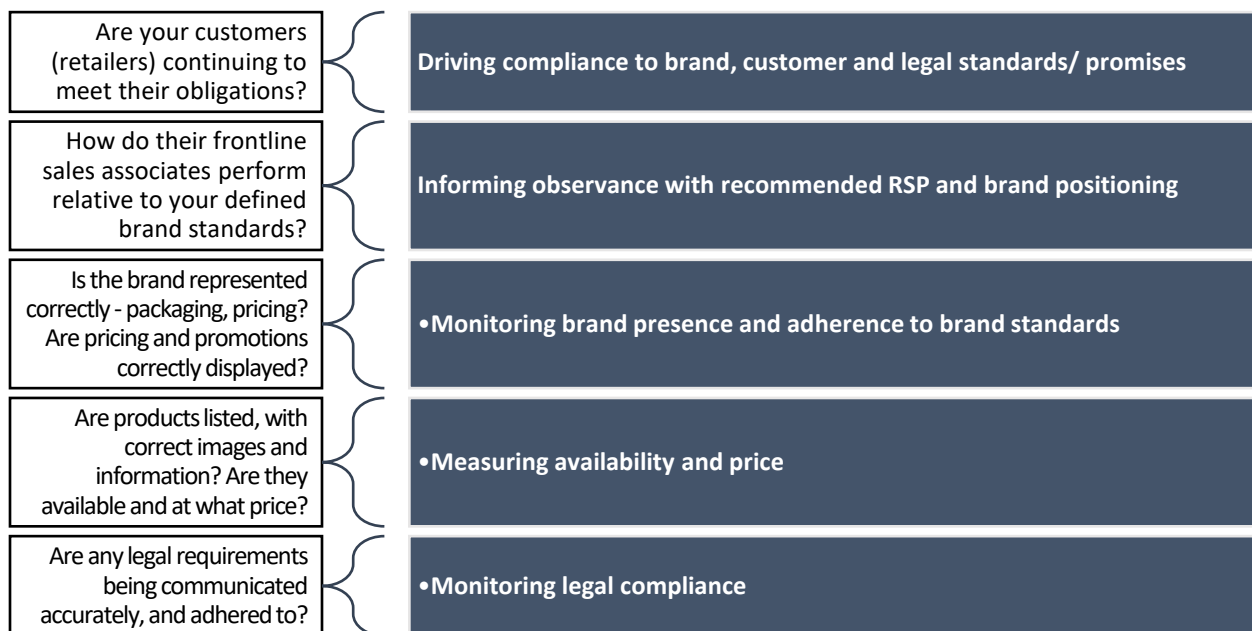 Are your customers
(retailers) continuing to
meet their obligations?
Driving compliance to brand, customer and legal standards/ promises
How do their frontline
sales associates perform
relative to your defined
brand standards?
Informing observance with recommended RSP and brand positioning
Is the brand represented
correctly - packaging, pricing?
Are pricing and promotions
correctly displayed?
•Monitoring brand presence and adherence to brand standards
Are products listed, with
correct images and
information? Are they
available and at what price?
•Measuring availability and price
Are any legal requirements
being communicated
accurately, and adhered to?
•Monitoring legal compliance